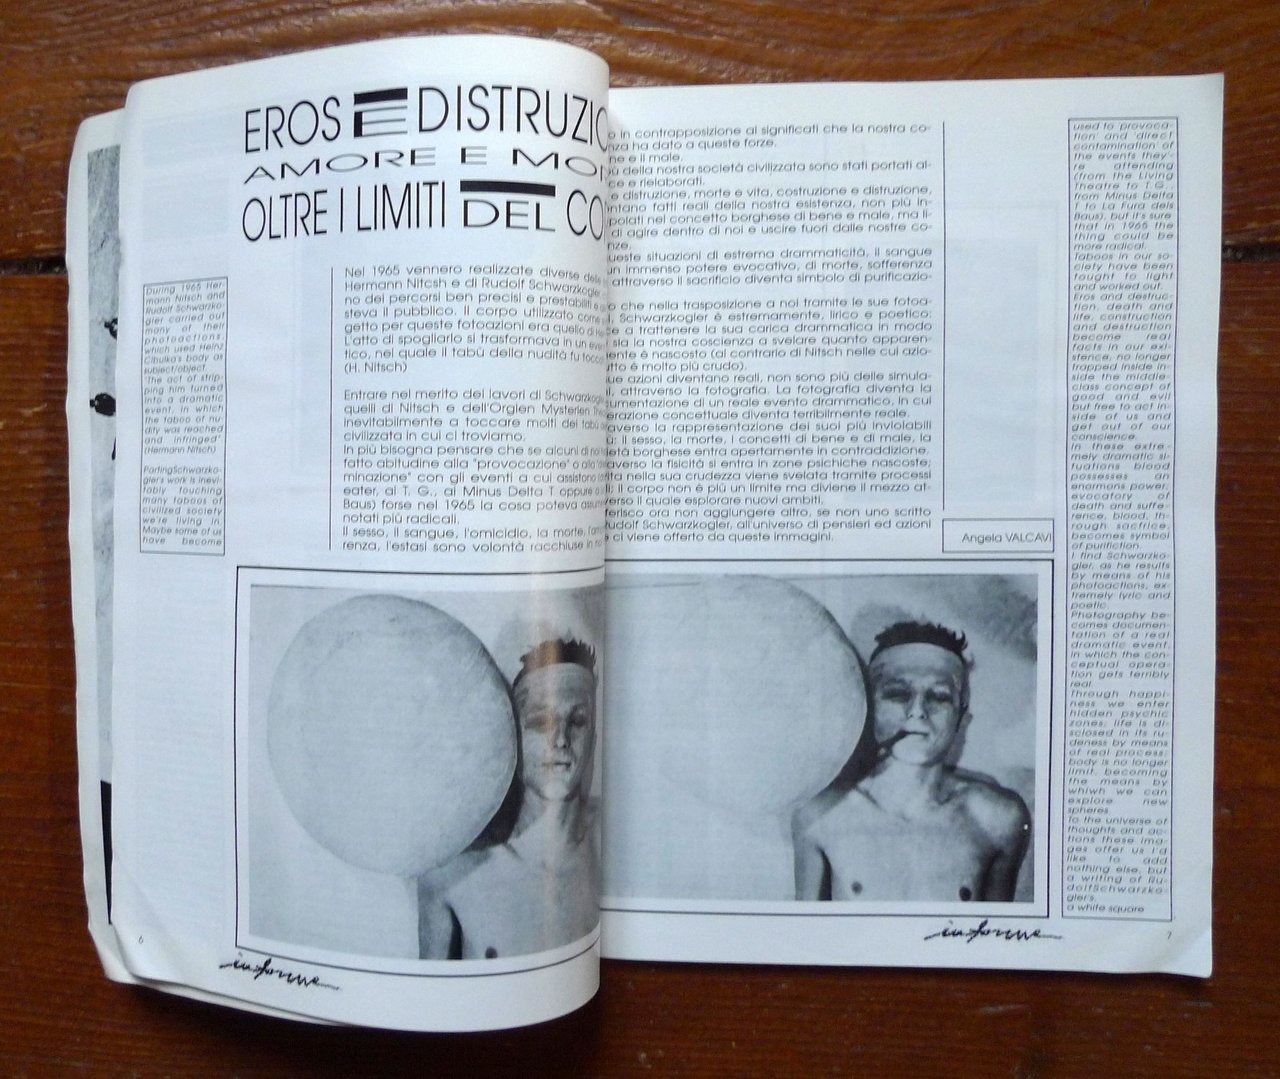 EROS E DISTRUZIO
AMORE E MO
OLTRE I LIMITI DEL CO
During 1965 Her-
mann Nitsch and
Rudolf Schwarzko-
gler carried out
many of their
photoactions,
which used Heinz
Cibulka's body as
subject/object.
'The act of strip-
ping him turned
into a dramatic
event, in which
the taboo of nu-
dity was reached
and infringed'
(Hermann Nitsch)
PartingSchwarzko-
gler's work is inevi-
tably touching
many taboos of
civilized society
we're living in.
Maybe some of us
have become
Nel 1965 vennero realizzate diverse delle
Hermann Nitcsh e di Rudolf Schwarzkogler
no dei percorsi ben precisi e prestabiliti e
steva il pubblico. Il corpo utilizzato come
getto per queste fotoazioni era quello di
L'atto di spogliarlo si trasformava in un even
tico, nel quale il tabù della nudità fu tocca
(H. Nitsch)
Entrare nel merito dei lavori di Schwarzkogle
quelli di Nitsch e dell'Orgien Mysterien The
inevitabilmente a toccare molti dei tabù
civilizzata in cui ci troviamo.
In più bisogna pensare che se alcuni di noi
fatto abitudine alla "provocazione" o alla
minazione" con gli eventi a cui assistono
eater, ai T. G., ai Minus Delta T oppure
Baus) forse nel 1965 la cosa poteva assum
notati più radicali.
Il sesso, il sangue, l'omicidio, la morte, l'amo
renza, l'estasi sono volontà racchiuse in no
6
in forme
o in contrapposizione ai significati che la nostra co-
nza ha dato a queste forze.
ne e il male.
ù della nostra società civilizzata sono stati portati al-
ce e rielaborati.
e distruzione, morte e vita, costruzione e distruzione,
ntano fatti reali della nostra esistenza, non più in-
polati nel concetto borghese di bene e male, ma li-
di agire dentro di noi e uscire fuori dalle nostre co-
nze.
ueste situazioni di estrema drammaticità, il sangue
un immenso potere evocativo, di morte, sofferenza
attraverso il sacrificio diventa simbolo di purificazio-
o che nella trasposizione a noi tramite le sue fotoa-
i, Schwarzkogler è estremamente, lirico e poetico:
ce a trattenere la sua carica drammatica in modo
sia la nostra coscienza a svelare quanto apparen-
ente è nascosto (al contrario di Nitsch nelle cui azio-
utto è molto più crudo).
ue azioni diventano reali, non sono più delle simula-
i, attraverso la fotografia. La fotografia diventa la
umentazione di un reale evento drammatico, in cui
erazione concettuale diventa terribilmente reale.
averso la rappresentazione dei suoi più inviolabili
ù: il sesso, la morte, i concetti di bene e di male, la
ietà borghese entra apertamente in contraddizione.
averso la fisicità si entra in zone psichiche nascoste;
ita nella sua crudezza viene svelata tramite processi
i; il corpo non è più un limite ma diviene il mezzo at-
verso il quale esplorare nuovi ambiti.
ferisco ora non aggiungere altro, se non uno scritto
Rudolf Schwarzkogler, all'universo di pensieri ed azioni
e ci viene offerto da queste immagini.
Angela VALCAVI
used to 'provoca-
tion' and 'direct
contamination of
the events they'-
re attending
(from the Living
Theatre to T.G.,
from Minus Delta
T to La Fura dels
Baus), but it's sure
that in 1965 the
thing could be
more radical.
Taboos in our so-
ciety have been
tought to light
and worked out.
Eros and destruc-
tion, death and
life, construction
and destruction
become real
facts in our exi-
stence, no longer
trapped inside in-
side the middle-
class concept of
good and evil
but free to act in-
side of us and
get out of our
conscience.
In these extre-
mely dramatic si-
tuations blood
possesses an
enarmons power,
evocatory of
death and suffe-
rence, blood, th-
rough sacfrice,
becomes symbol
of purifiction.
I find Schwarzko-
gler, as he results
by means of his
photoactions, ex-
tremely lyric and
poetic.
Photography be-
comes documen-
tation of a real
dramatic event,
in which the con-
ceptual opera-
tion gets terribly
real.
Through happi-
ness we enter
hidden psychic
zones; life is di-
sclosed in its ru-
deness by means
of real process;
body is no longer
limit, becoming
the means by
whiwh we can
explore new
spheres.
To the universe of
thoughts and ac-
tions these ima-
ges offer us I'd
like to add
nothing else, but
a writing of Ru-
dolfSchwarzko-
gler's.
a white square
in forme
7